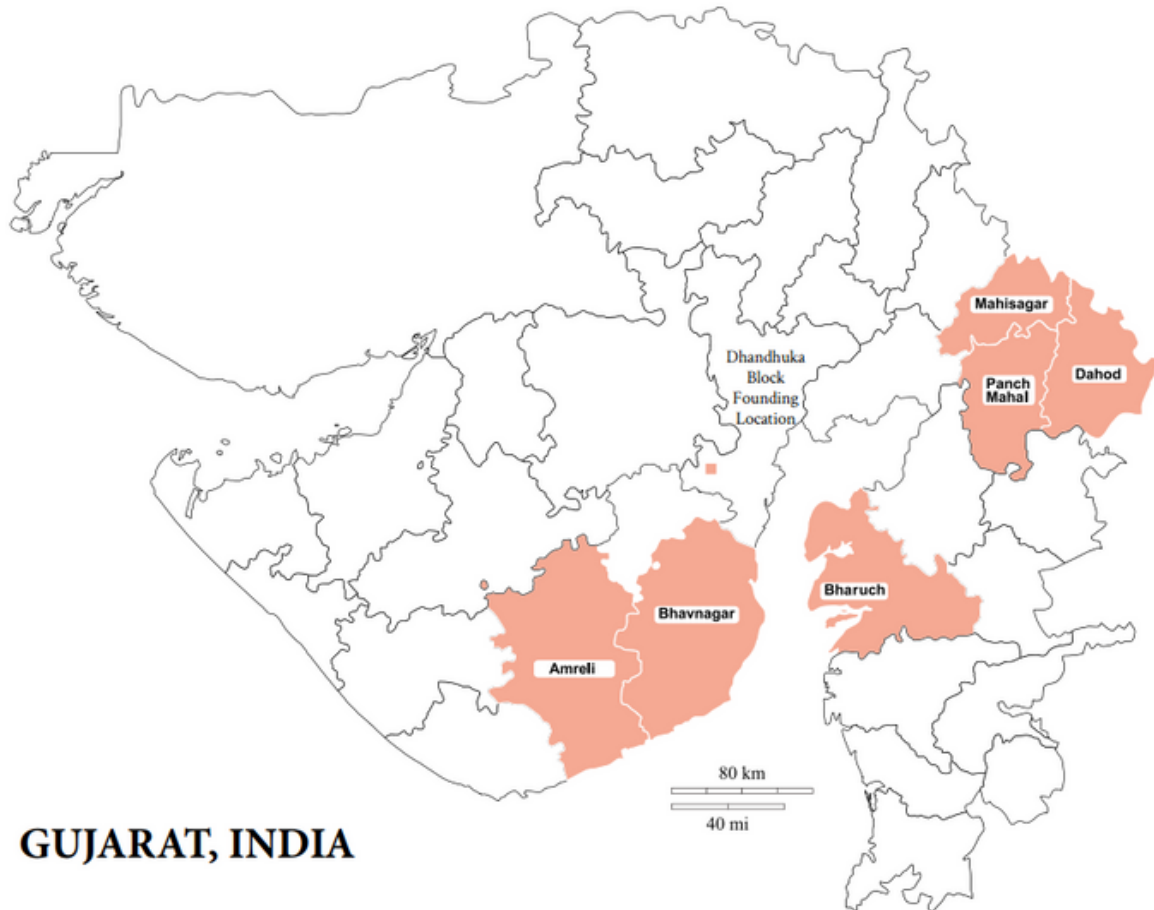 Mahisagar
Dahod
Panch
Mahal
Dhandhuka
Block
Founding
Location
Bharuch
Bhavnagar
Amreli
80 km
40 mi
GUJARAT, INDIA